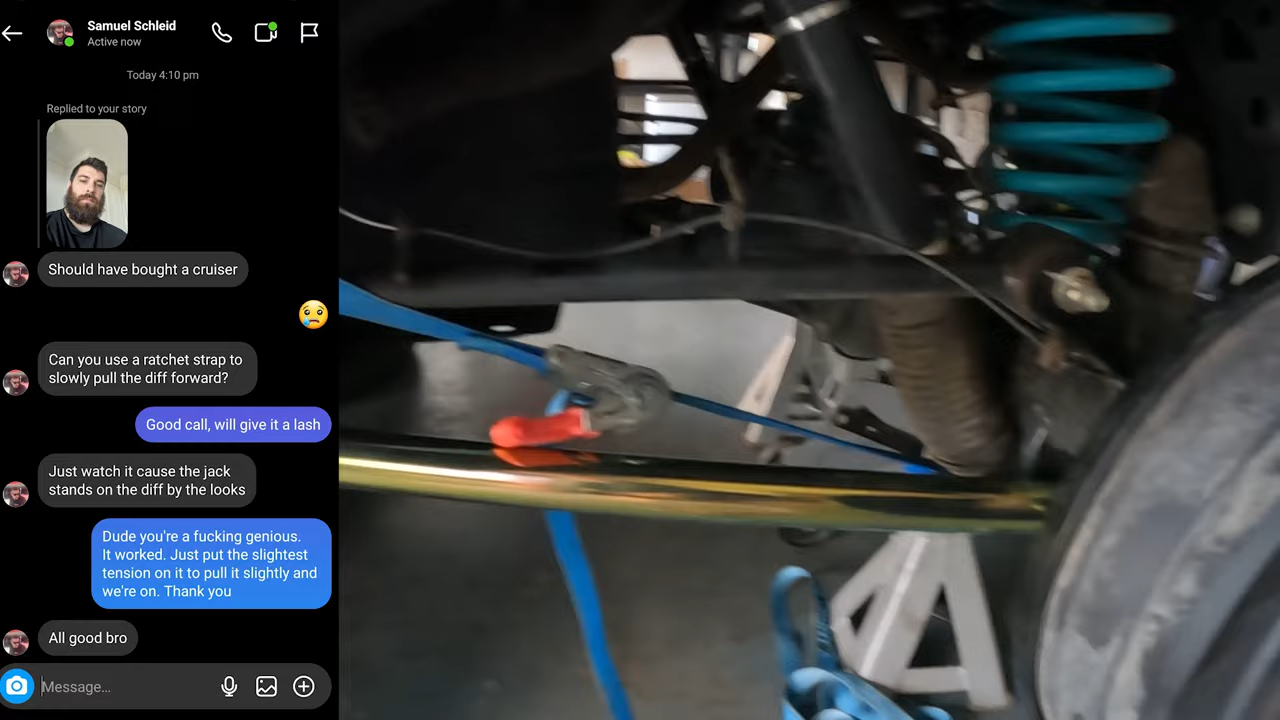 Samuel Schleid
Active now
Today 4:10 pm
Replied to your story
Should have bought a cruiser
😢
Can you use a ratchet strap to
slowly pull the diff forward?
Good call, will give it a lash
Just watch it cause the jack
stands on the diff by the looks
Dude you're a fucking genious.
It worked. Just put the slightest
tension on it to pull it slightly and
we're on. Thank you
All good bro
Message...